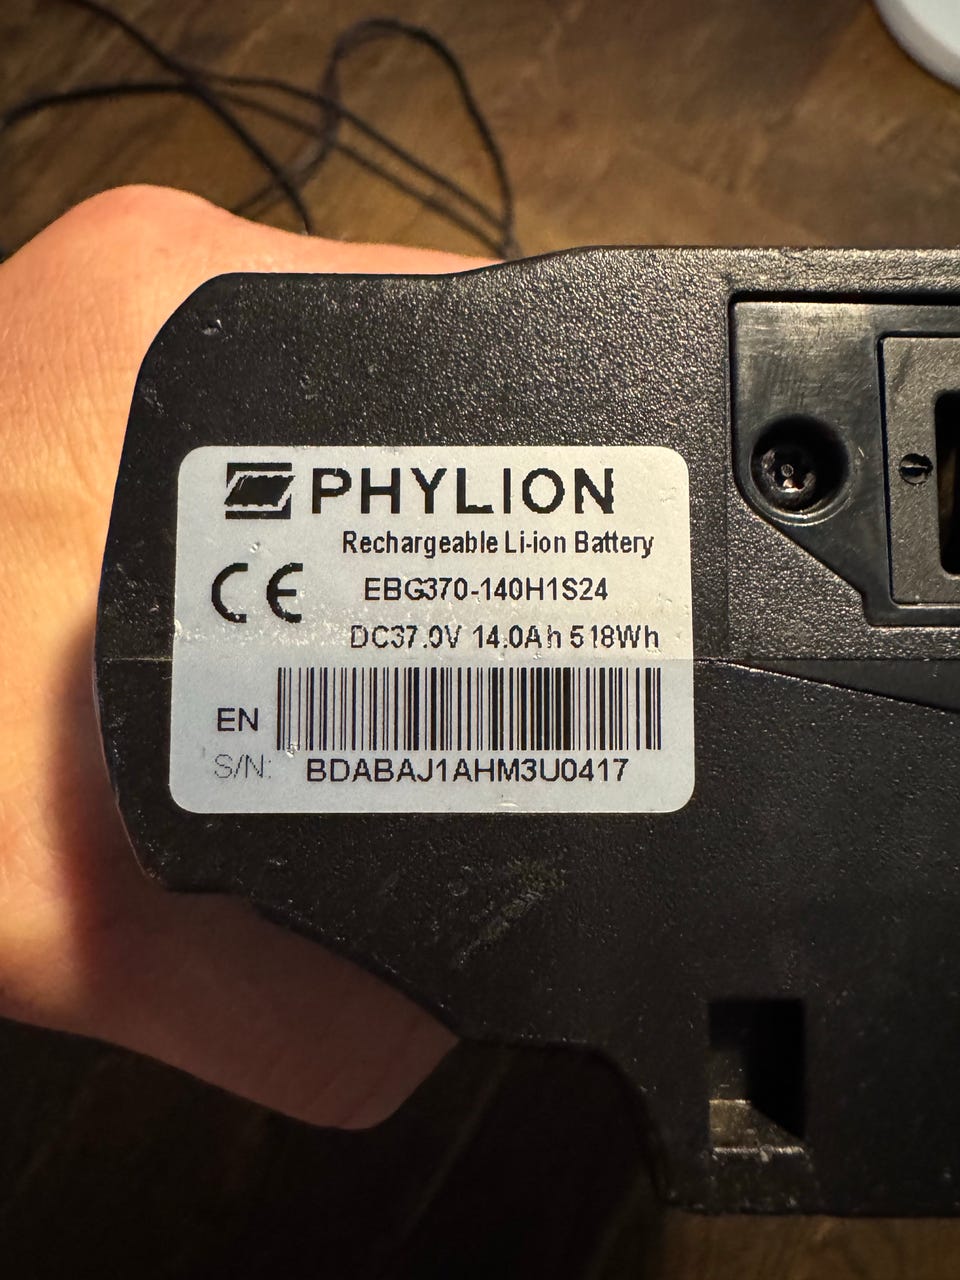 PHYLION
Rechargeable Li-ion Battery
CE
EBG370-140H1S24
DC37.0V 14.0Ah 518Wh
EN
S/N: BDABAJ1AHM3U0417